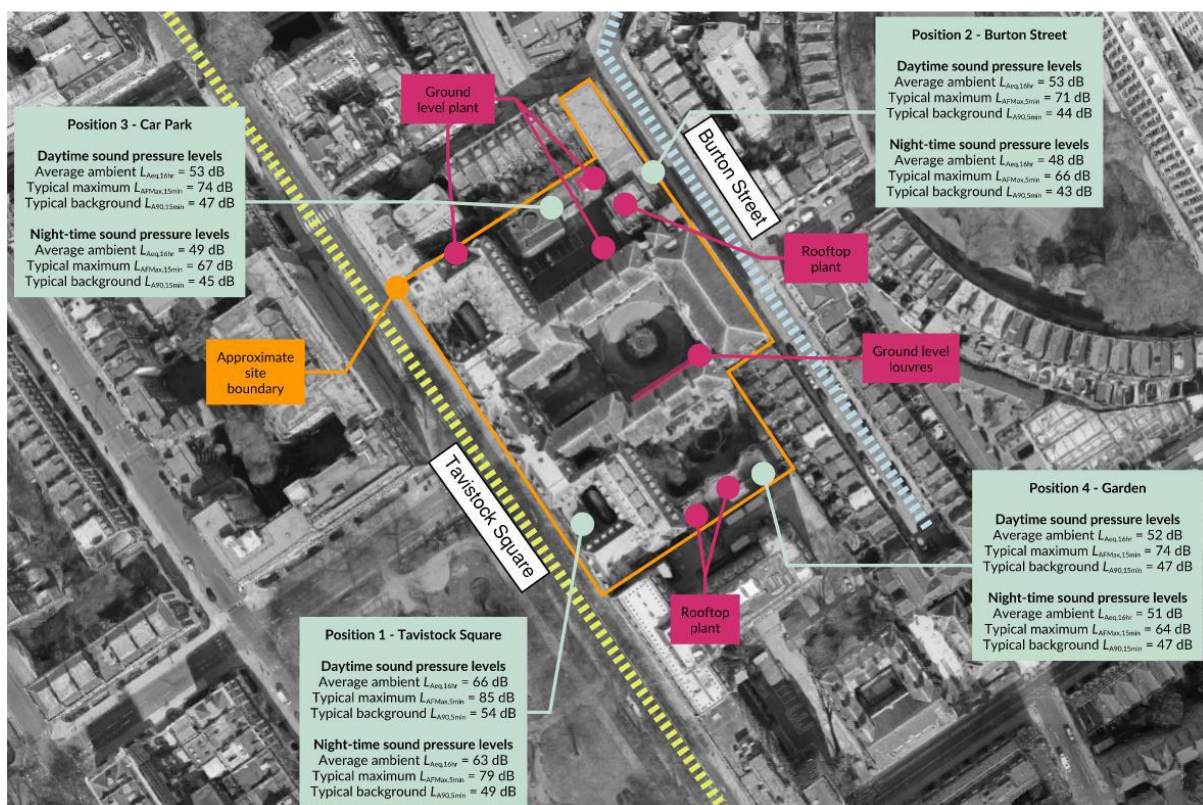 Position 2 - Burton Street
Daytime sound pressure levels
Average ambient LAeq,16hr = 53 dB
Typical maximum LAFMax,5min = 71 dB
Typical background LA90,5min = 44 dB
Night-time sound pressure levels
Average ambient LAeq,16hr = 48 dB
Typical maximum LAFMax,5min = 66 dB
Typical background LA90,5min = 43 dB
Ground
level plant
Position 3 - Car Park
Daytime sound pressure levels
Average ambient LAeq,16hr = 53 dB
Typical maximum LAFMax,15min = 74 dB
Typical background LA90,15min = 47 dB
Night-time sound pressure levels
Average ambient LAeq,16hr = 49 dB
Typical maximum LAFMax,15min = 67 dB
Typical background LA90,15min = 45 dB
Burton Street
Rooftop
plant
Approximate
site
boundary
Ground level
louvres
Tavistock Square
Position 4 - Garden
Daytime sound pressure levels
Average ambient LAeq,16hr = 52 dB
Typical maximum LAFMax,15min = 74 dB
Typical background LA90,15min = 47 dB
Night-time sound pressure levels
Average ambient LAeq,16hr = 51 dB
Typical maximum LAFMax,15min = 64 dB
Typical background LA90,15min = 47 dB
Rooftop
plant
Position 1 - Tavistock Square
Daytime sound pressure levels
Average ambient LAeq,16hr = 66 dB
Typical maximum LAFMax,5min = 85 dB
Typical background LA90,5min = 54 dB
Night-time sound pressure levels
Average ambient LAeq,16hr = 63 dB
Typical maximum LAFMax,5min = 79 dB
Typical background LA90,5min = 49 dB